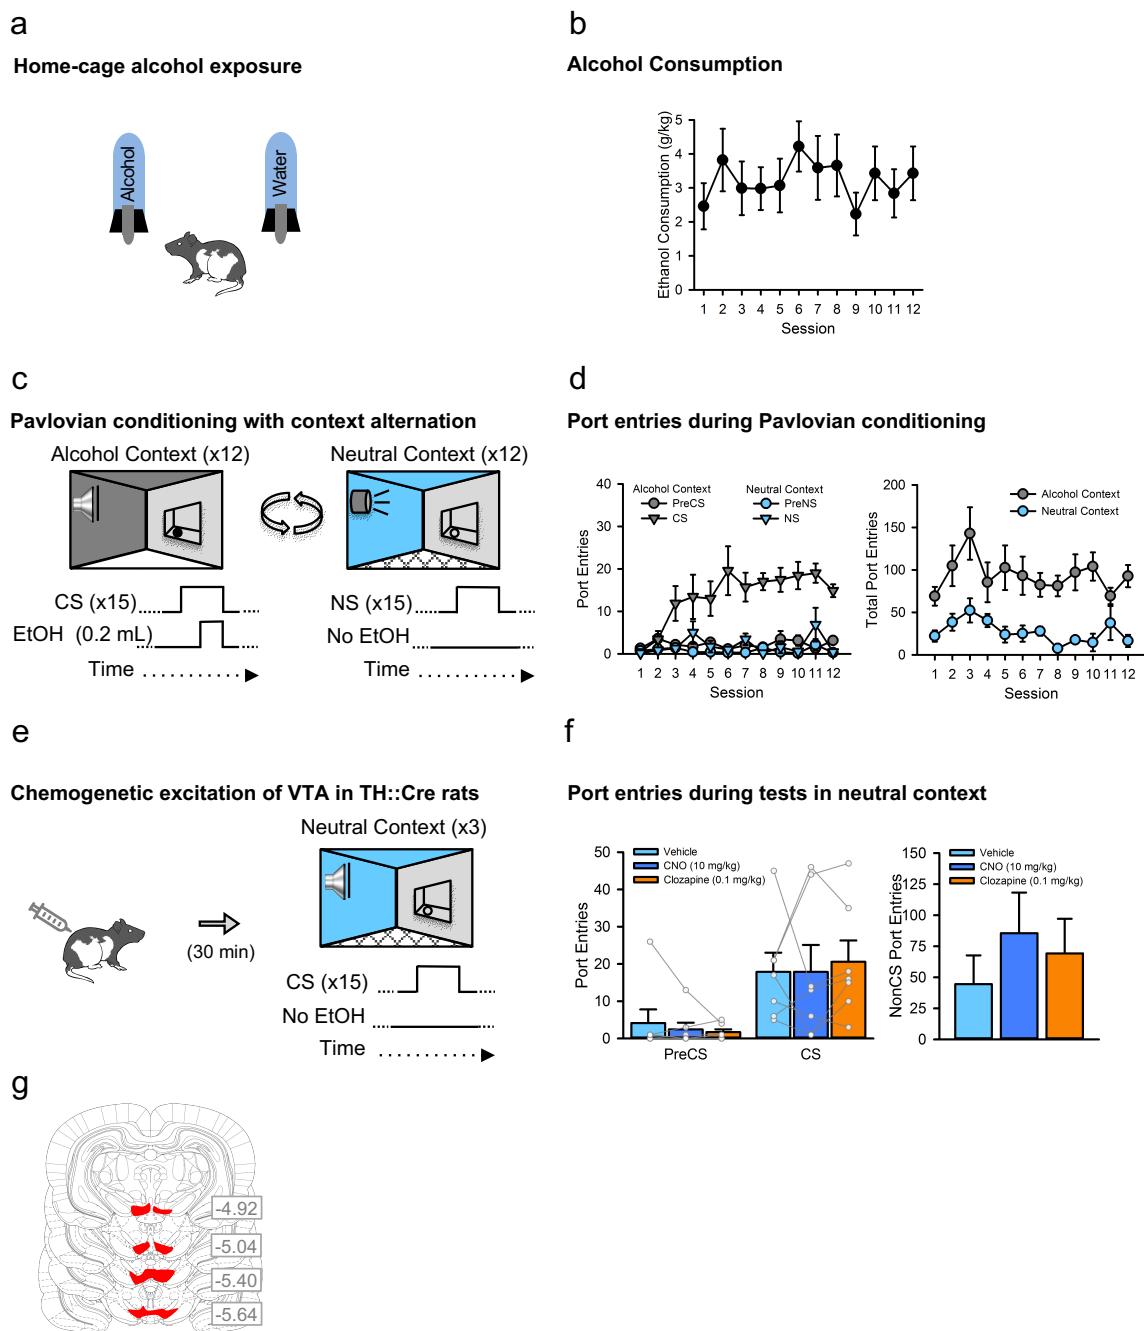 a
Home-cage alcohol exposure
Alcohol
Water
b
Alcohol Consumption
Ethanol Consumption (g/kg)
5
4
3
2
1
0
1 2 3 4 5 6 7 8 9 10 11 12
Session
c
Pavlovian conditioning with context alternation
Alcohol Context (x12)
Neutral Context (x12)
CS (x15)
EtOH (0.2 mL)
Time
NS (x15)
No EtOH
Time
d
Port entries during Pavlovian conditioning
Port Entries
40
30
20
10
0
Alcohol Context
PreCS
CS
Neutral Context
PreNS
NS
1 2 3 4 5 6 7 8 9 10 11 12
Session
Total Port Entries
200
150
100
50
0
Alcohol Context
Neutral Context
1 2 3 4 5 6 7 8 9 10 11 12
Session
e
Chemogenetic excitation of VTA in TH::Cre rats
(30 min)
Neutral Context (x3)
CS (x15)
No EtOH
Time
f
Port entries during tests in neutral context
Port Entries
50
40
30
20
10
0
Vehicle
CNO (10 mg/kg)
Clozapine (0.1 mg/kg)
PreCS
CS
NonCS Port Entries
150
125
100
75
50
25
0
Vehicle
CNO (10 mg/kg)
Clozapine (0.1 mg/kg)
g
-4.92
-5.04
-5.40
-5.64